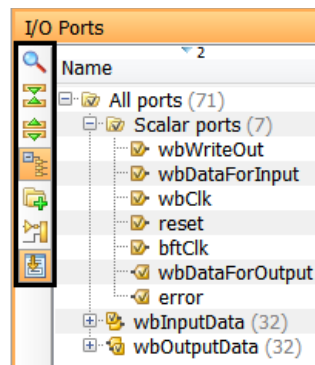 I/O Ports
2
Name
All ports (71)
Scalar ports (7)
wbWriteOut
wbDataForInput
wbClk
reset
bftClk
wbDataForOutput
error
wbInputData (32)
wbOutputData (32)